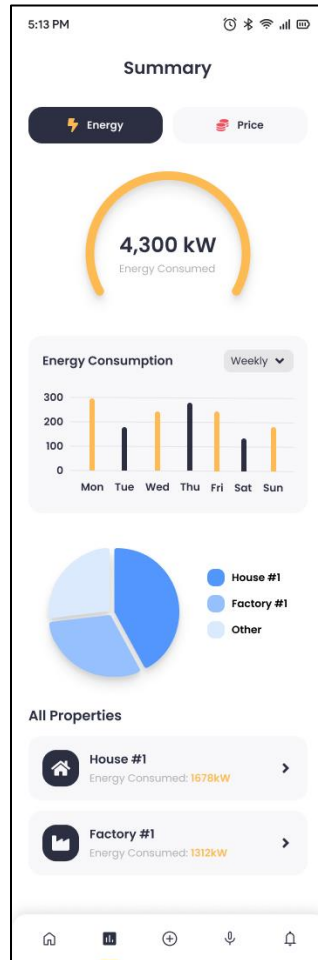 5:13 PM
Summary
Energy
Price
4,300 kW
Energy Consumed
Energy Consumption
Weekly
300
200
100
0
Mon Tue Wed Thu Fri Sat Sun
House #1
Factory #1
Other
All Properties
House #1
Energy Consumed: 1678kW
Factory #1
Energy Consumed: 1312kW